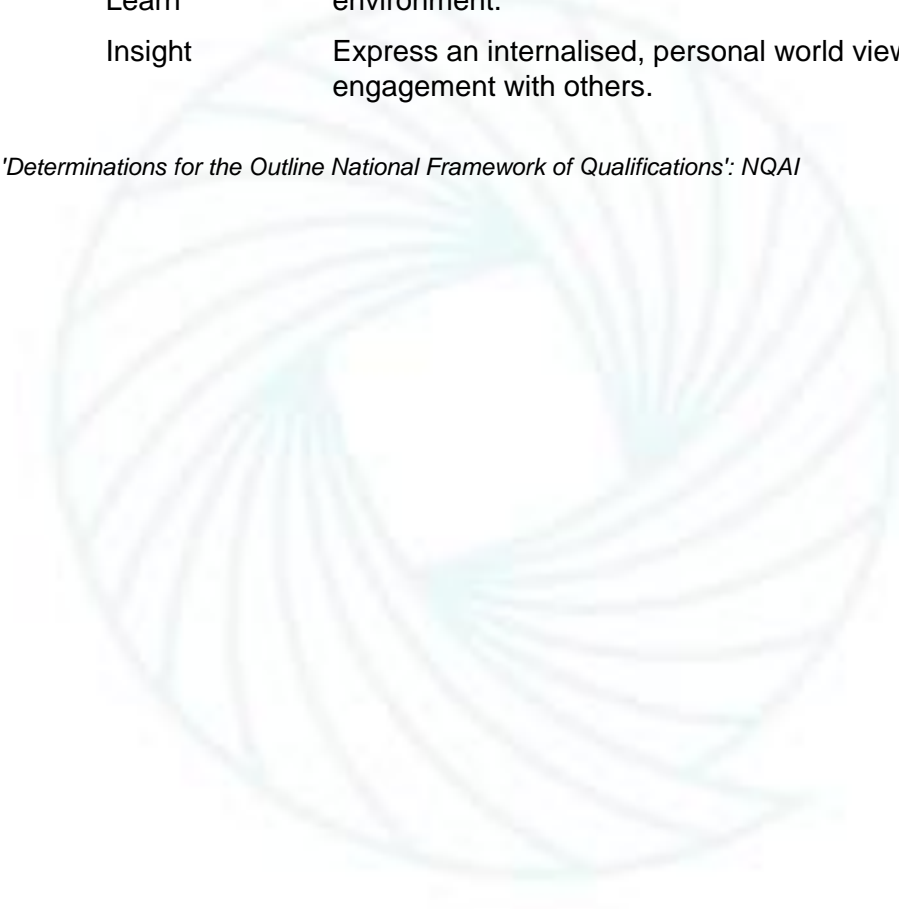 Learn environment.
Insight Express an internalised, personal world view
engagement with others.
'Determinations for the Outline National Framework of Qualifications': NQAI